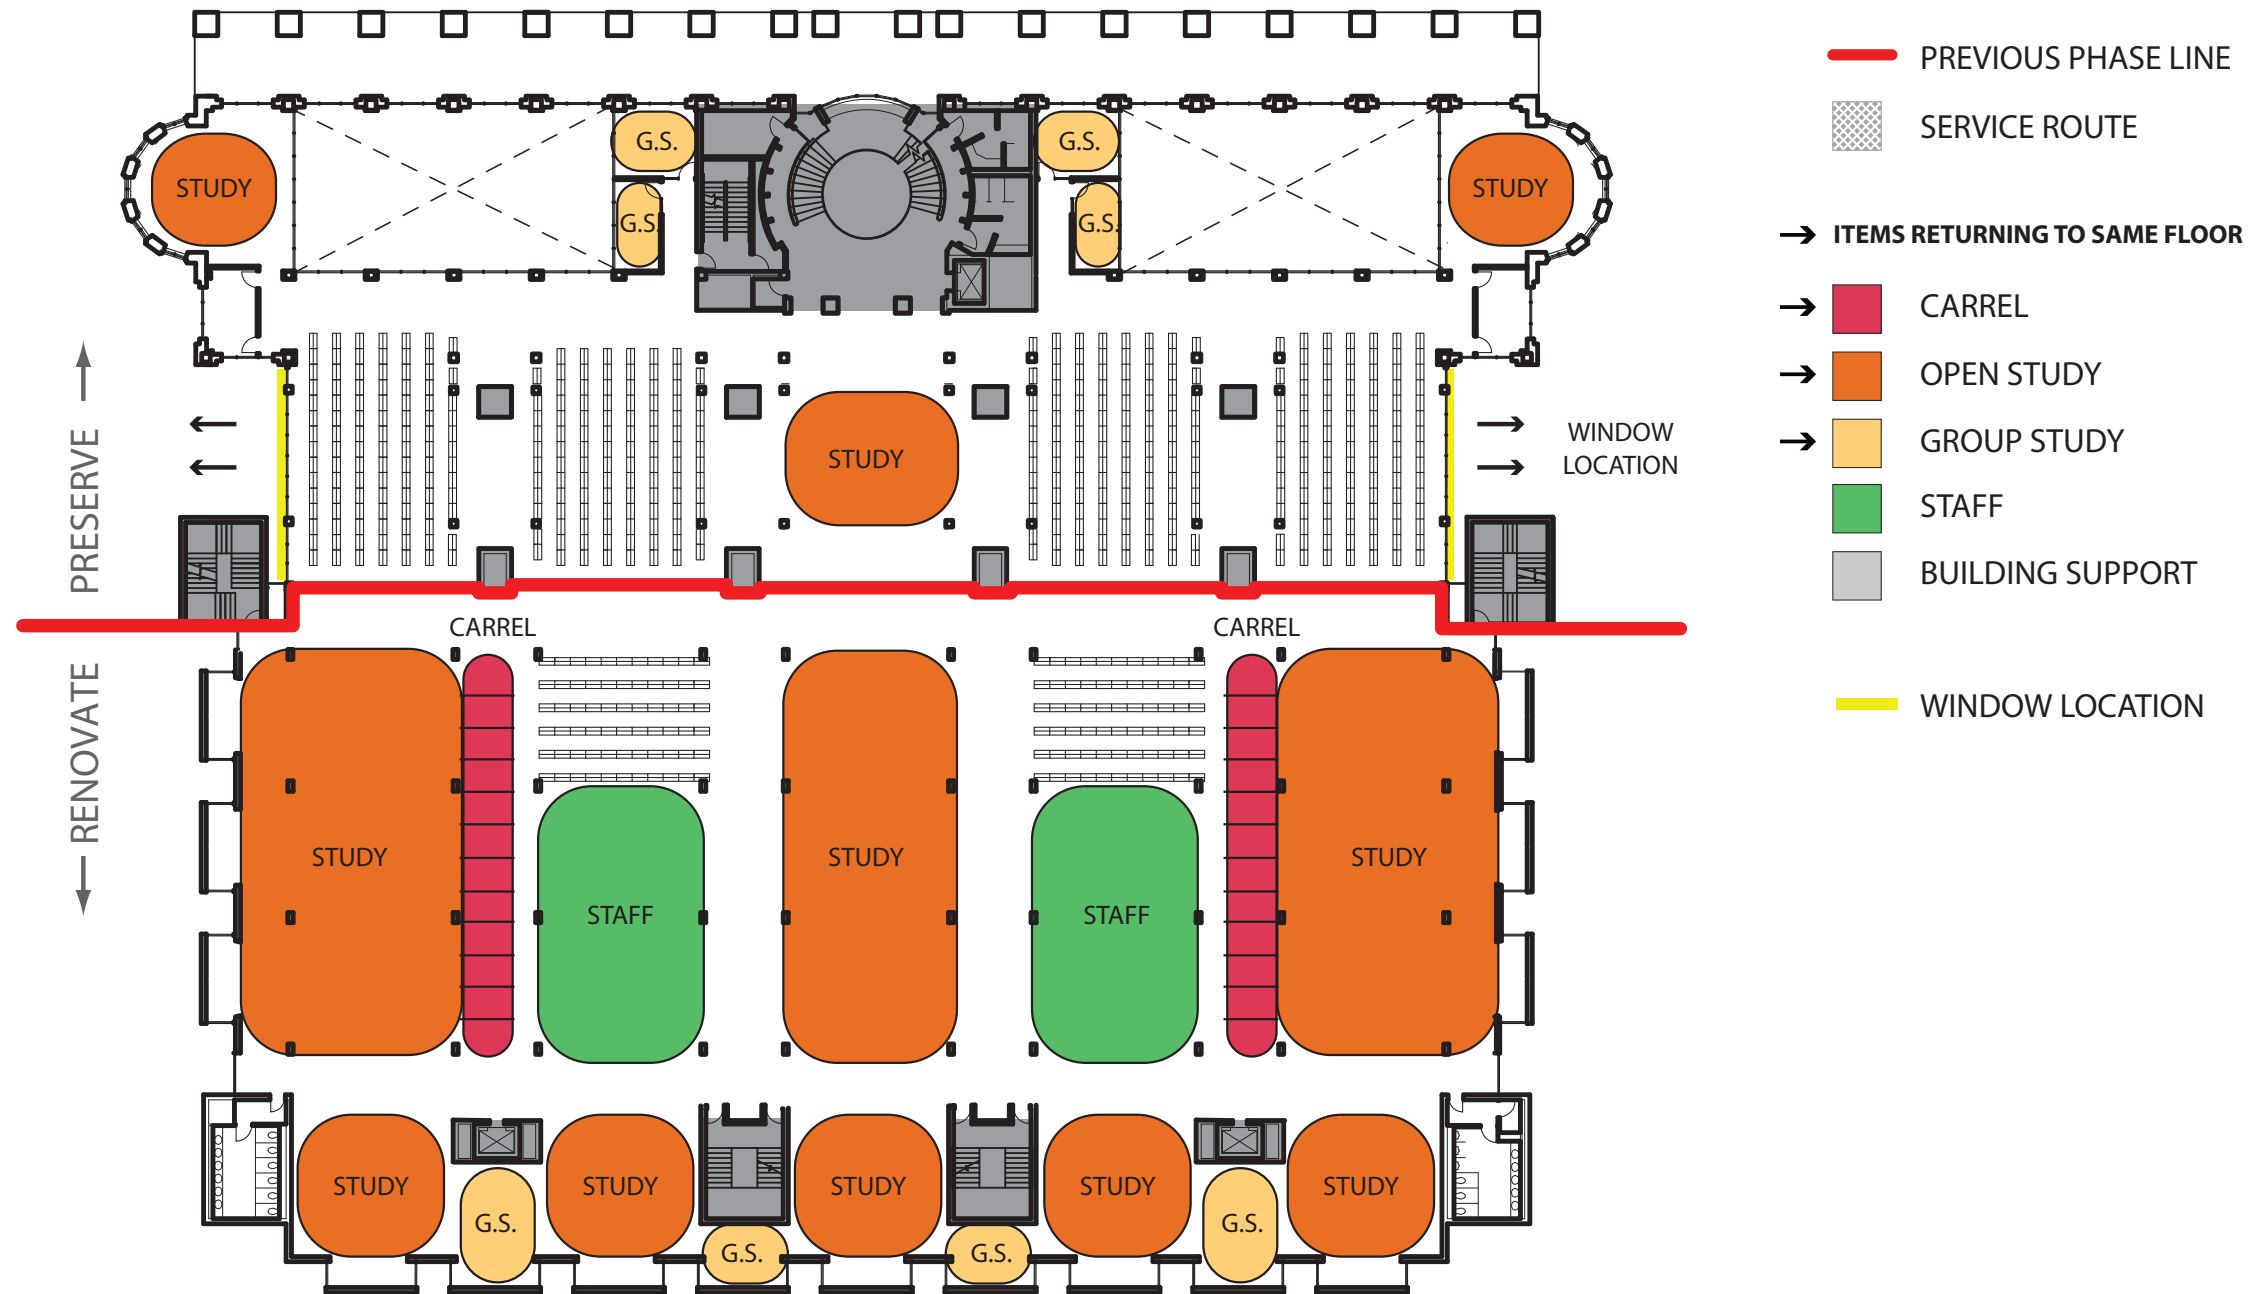 PREVIOUS PHASE LINE
SERVICE ROUTE
ITEMS RETURNING TO SAME FLOOR
CARREL
OPEN STUDY
GROUP STUDY
STAFF
BUILDING SUPPORT
WINDOW LOCATION
G.S.
G.S.
STUDY
STUDY
G.S.
G.S.
PRESERVE
WINDOW
LOCATION
STUDY
CARREL
CARREL
RENOVATE
STUDY
STUDY
STUDY
STAFF
STAFF
STUDY
STUDY
STUDY
STUDY
STUDY
G.S.
G.S.
G.S.
G.S.